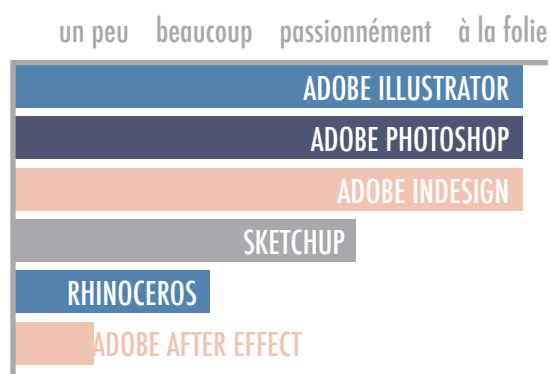 un peu beaucoup passionnément à la folie
ADOBE ILLUSTRATOR
ADOBE PHOTOSHOP
ADOBE INDESIGN
SKETCHUP
RHINOCEROS
ADOBE AFTER EFFECT